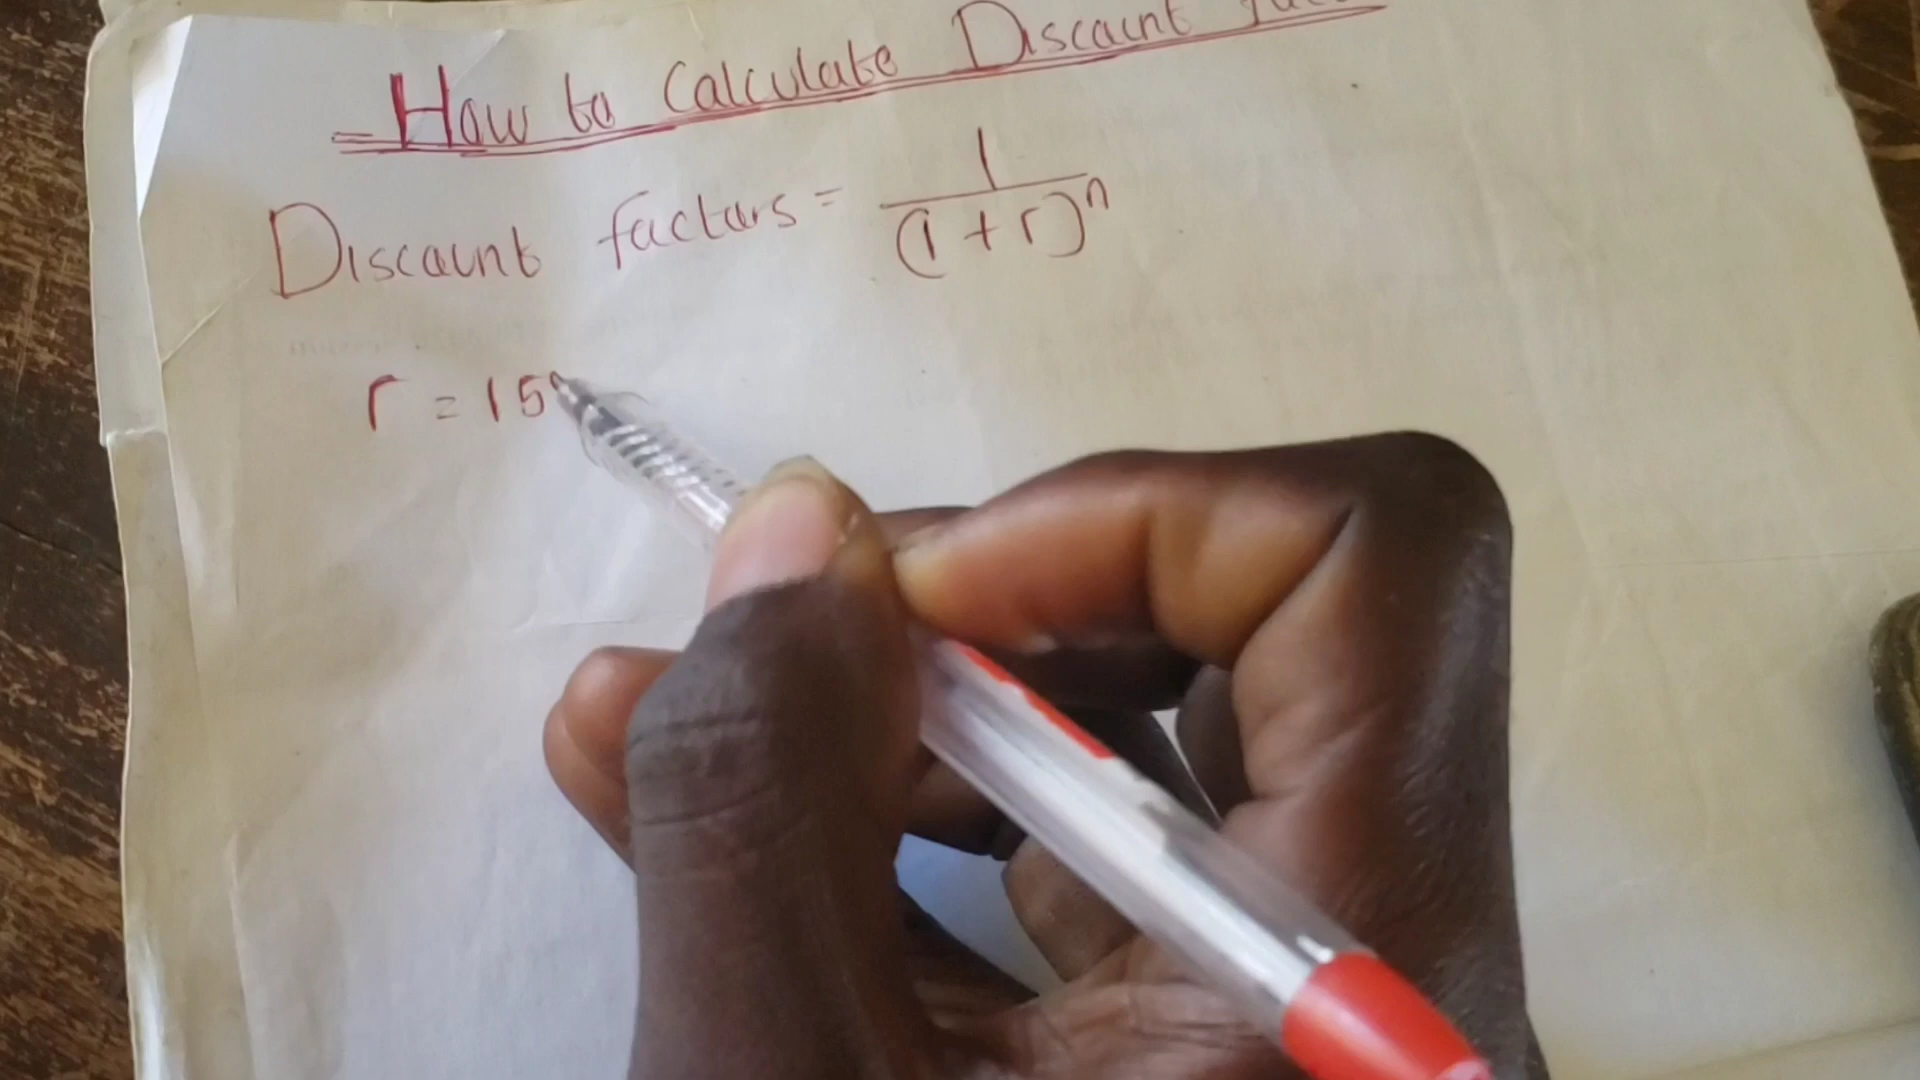 How to Calculate Discount
Discount factors = 1/(1+r)^n
r = 15